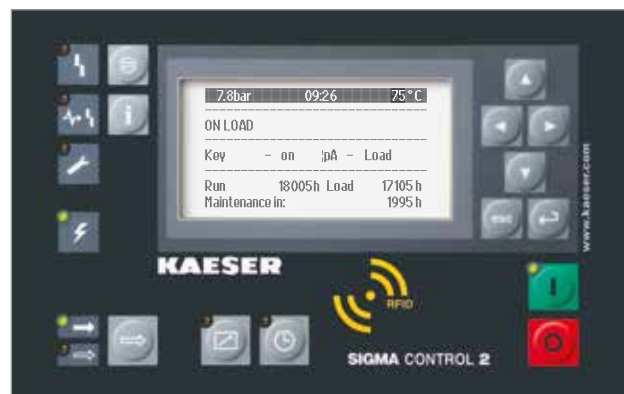 7.8bar 09:26 75°C
ON LOAD
Key - on ¦pA - Load
Run 18005h Load 17105 h
Maintenance in: 1995 h
esc
www.kaeser.com
KAESER
RFID
I
O
SIGMA CONTROL 2